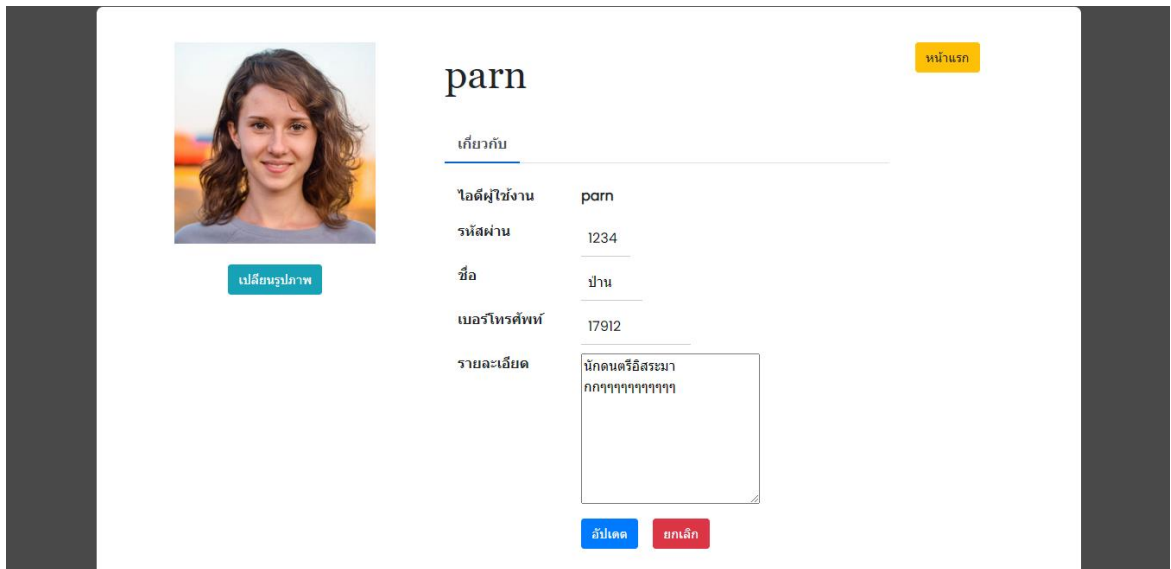 หน้าแรก
parn
เกี่ยวกับ
ไอดีผู้ใช้งาน parn
รหัสผ่าน 1234
เปลี่ยนรูปภาพ
ชื่อ ป่าน
เบอร์โทรศัพท์ 17912
รายละเอียด นักดนตรีอิสระมา
กกๆๆๆๆๆๆๆๆๆๆๆ
อัปเดต ยกเลิก